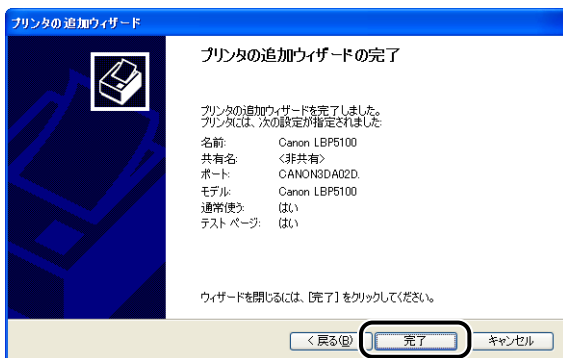 プリンタの追加ウィザード
プリンタの追加ウィザードの完了
プリンタの追加ウィザードを完了しました。
プリンタには、次の設定が指定されました:
名前: Canon LBP5100
共有名: <非共有>
ポート: CANON3DA02D.
モデル: Canon LBP5100
通常使う: はい
テスト ページ: はい
ウィザードを閉じるには、[完了] をクリックしてください。
< 戻る(B) 完了 キャンセル